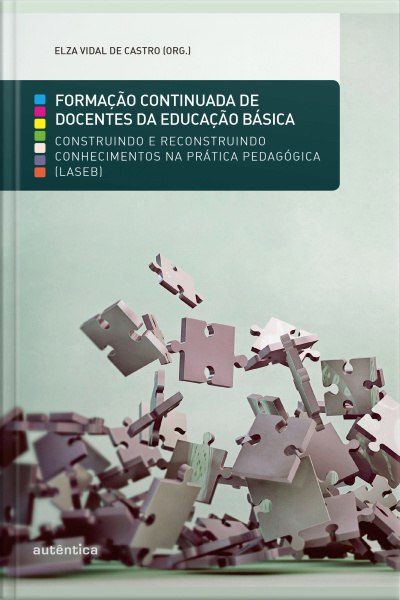 ELZA VIDAL DE CASTRO (ORG.)
FORMAÇÃO CONTINUADA DE
DOCENTES DA EDUCAÇÃO BÁSICA
CONSTRUINDO E RECONSTRUINDO
CONHECIMENTOS NA PRÁTICA PEDAGÓGICA
(LASEB)
autêntica